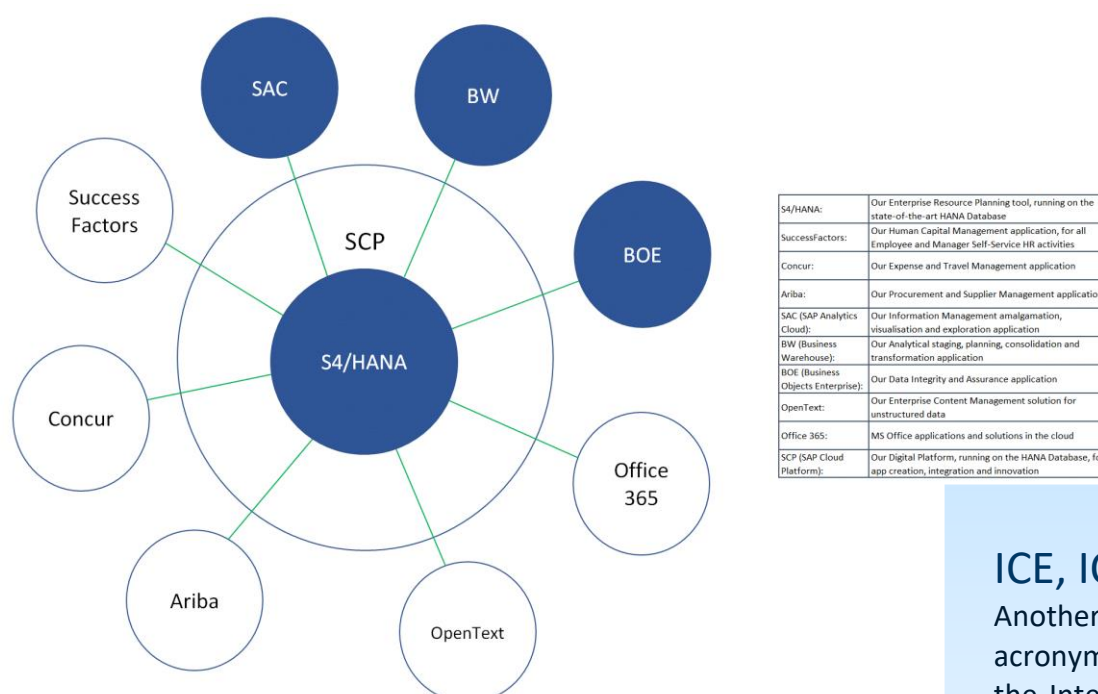 SAC
BW
Success
Factors
SCP
BOE
S4/HANA
Concur
Office
365
Ariba
OpenText
S4/HANA: Our Enterprise Resource Planning tool, running on the
state-of-the-art HANA Database
SuccessFactors: Our Human Capital Management application, for all
Employee and Manager Self-Service HR activities
Concur: Our Expense and Travel Management application
Ariba: Our Procurement and Supplier Management
SAC (SAP Analytics
Cloud):
Our Information Management amalgamation,
visualisation and exploration application
BW (Business
Warehouse):
Our Analytical staging, planning, consolidation and
transformation application
BOE (Business
Objects Enterprise):
Our Data Integrity and Assurance application
OpenText: Our Enterprise Content Management solution for
unstructured data
Office 365: MS Office applications and solutions in the cloud
SCP (SAP Cloud
Platform):
Our Digital Platform, running on the HANA Database,
app creation, integration and innovation
ICE,
Another
acronym
the